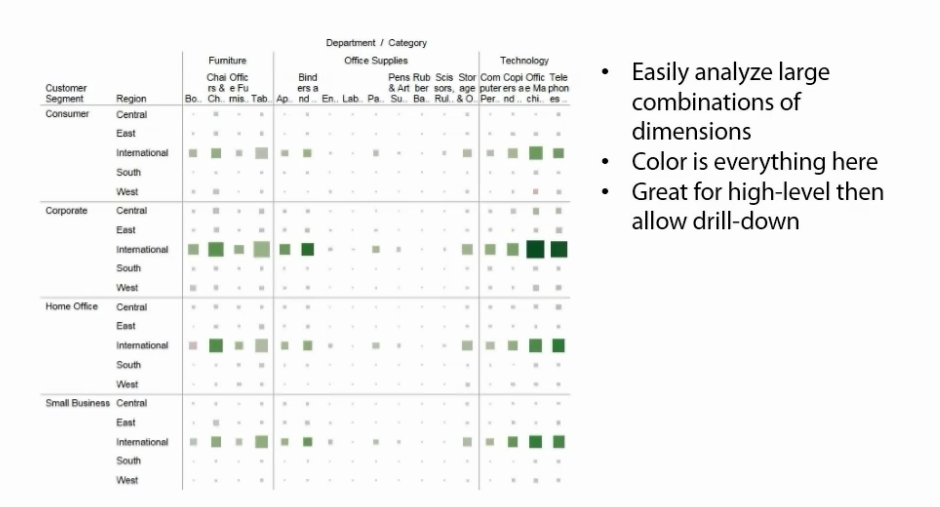 Department / Category
Furniture Office Supplies Technology
Customer Segment Region Bo.. Chai rs & Ch.. Offic e Fu rnis.. Tab.. Ap.. Bind ers a nd .. En.. Lab.. Pa.. Pens & Art Su.. Rub ber Ba.. Scis sors, Rul.. Stor age & O.. Com puter Per.. Copi ers a nd .. Offic e Ma chi.. Tele phon es ..
Consumer Central
East
International
South
West
Corporate Central
East
International
South
West
Home Office Central
East
International
South
West
Small Business Central
East
International
South
West
• Easily analyze large
combinations of
dimensions
• Color is everything here
• Great for high-level then
allow drill-down